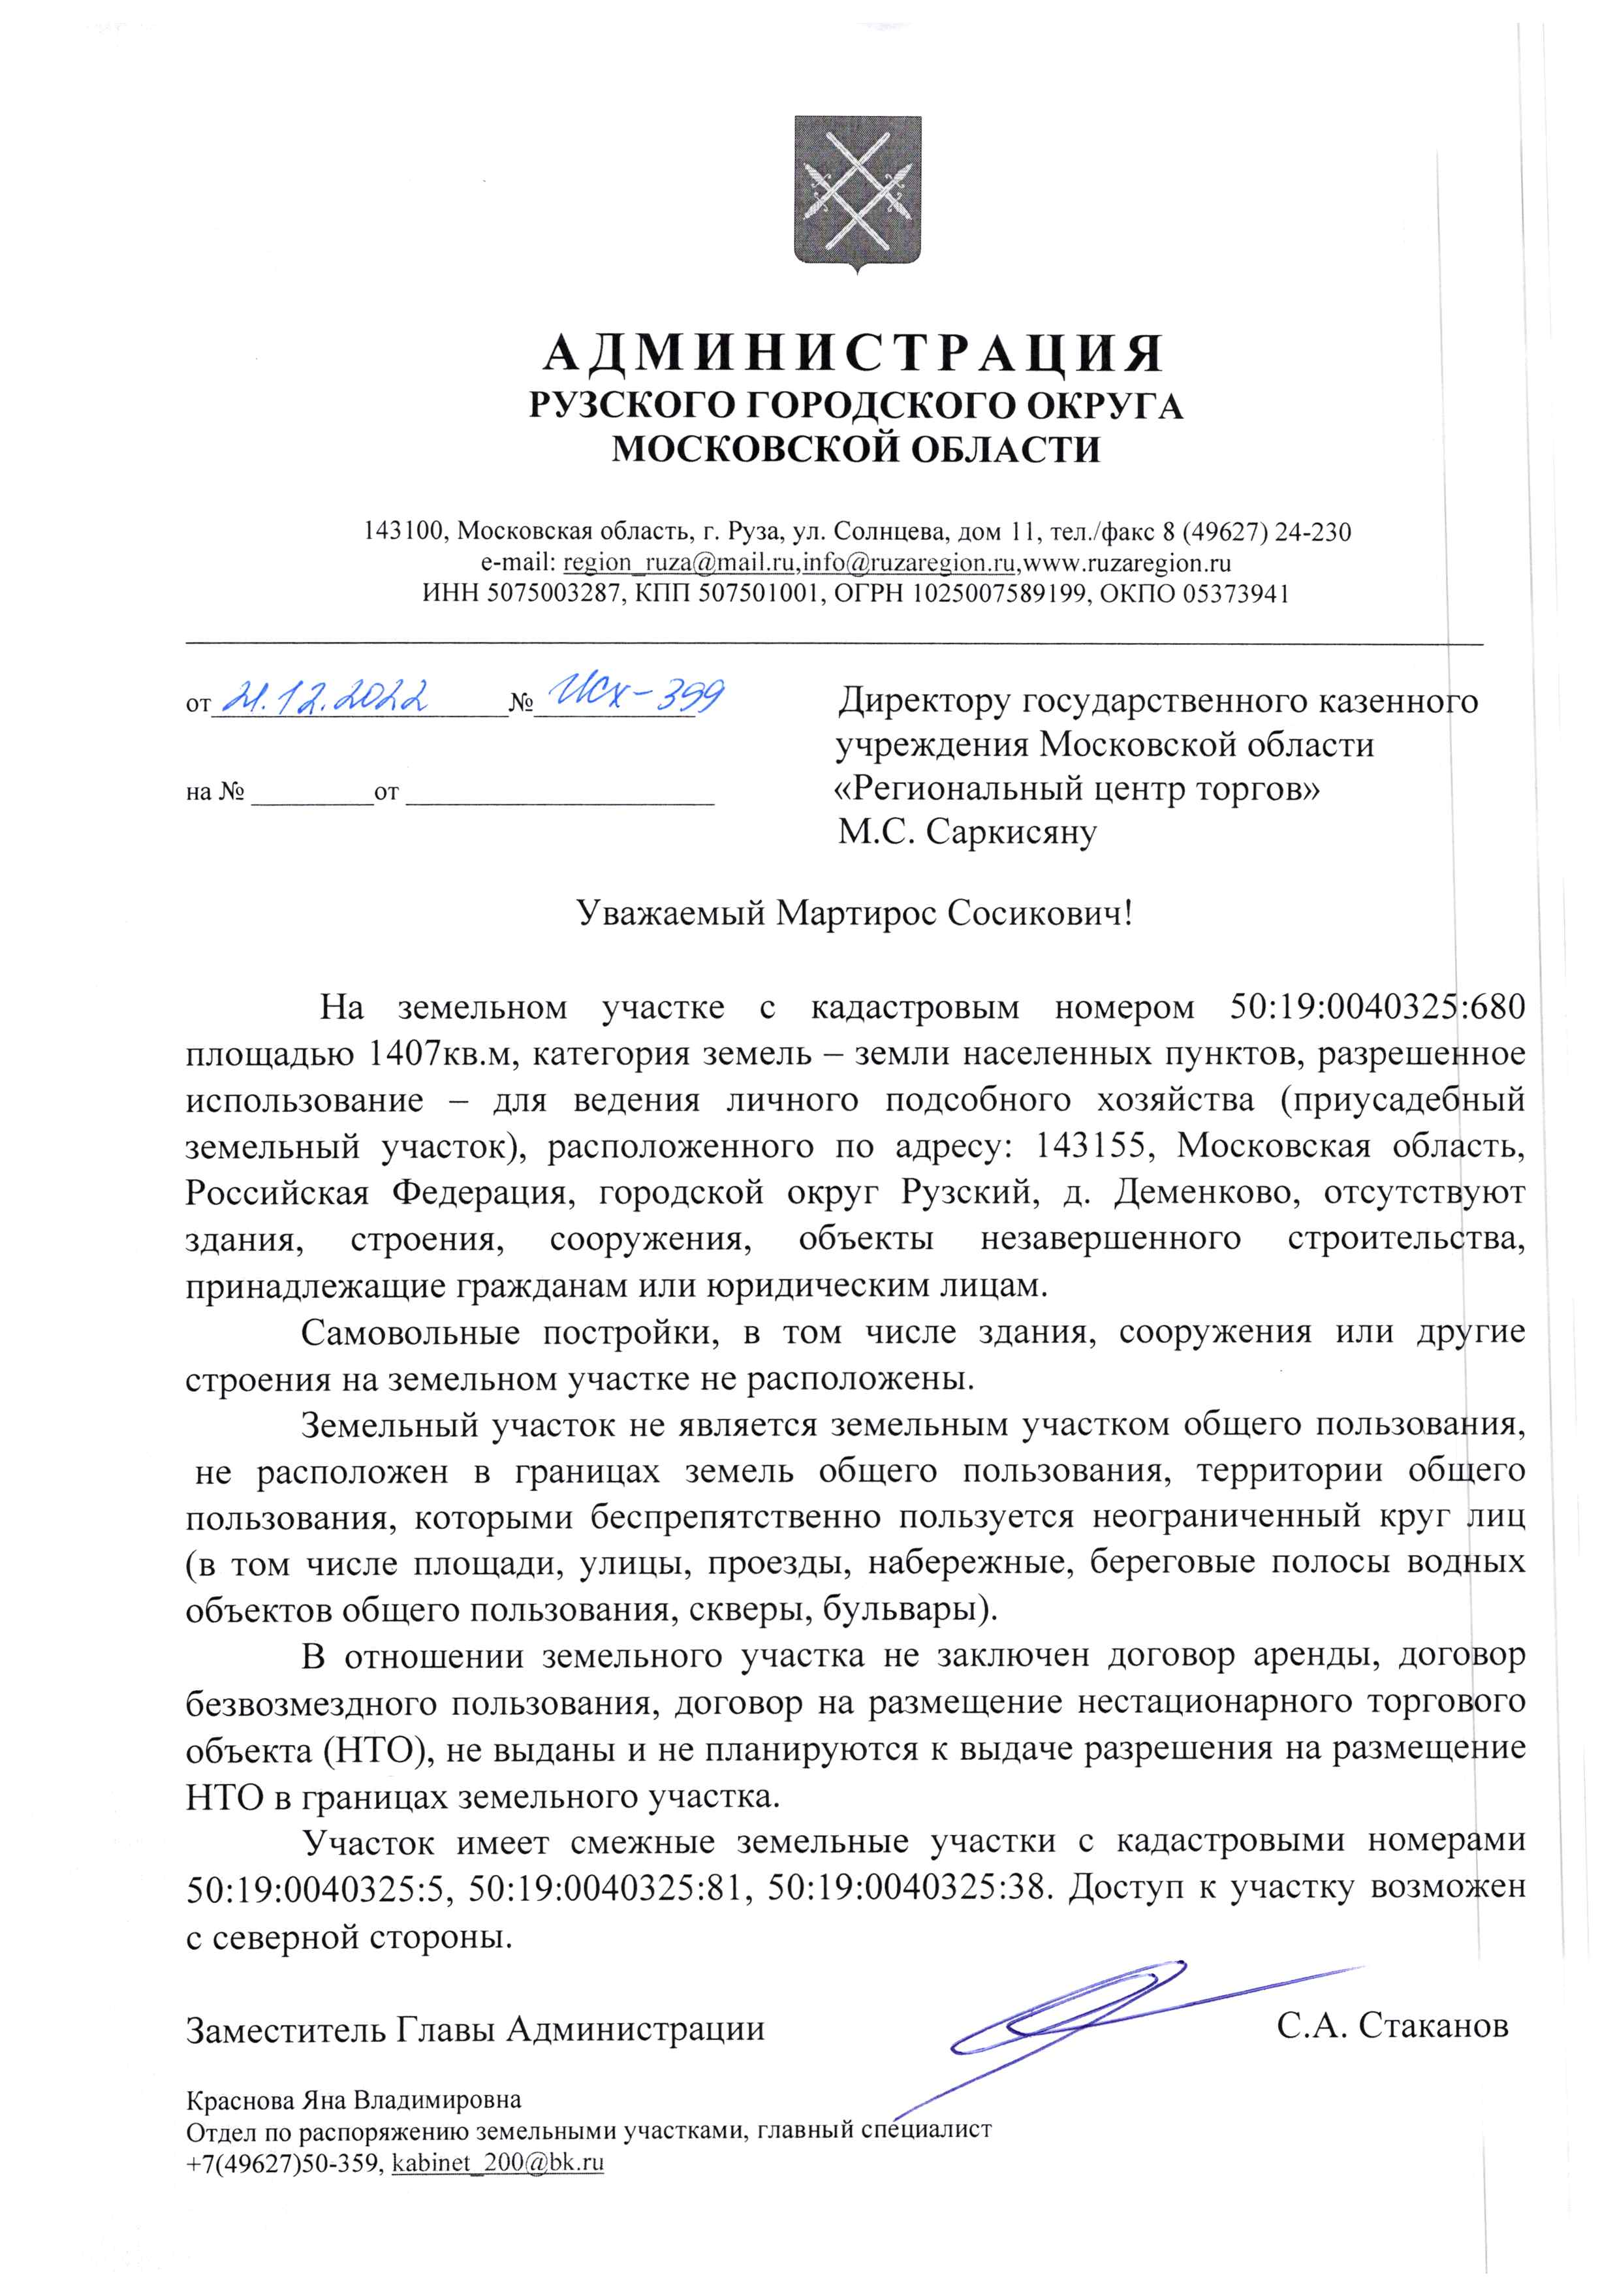 АДМИНИСТРАЦИЯ
РУЗСКОГО ГОРОДСКОГО ОКРУГА
МОСКОВСКОЙ ОБЛАСТИ
143100, Московская область, г. Руза, ул. Солнцева, дом 11, тел./факс 8 (49627) 24-230
e-mail: region_ruza@mail.ru,info@ruzaregion.ru,www.ruzaregion.ru
ИНН 5075003287, КПП 507501001, ОГРН 1025007589199, ОКПО 05373941
от 21.12.2022 № Исх-399
на № от
Директору государственного казенного
учреждения Московской области
«Региональный центр торгов»
М.С. Саркисяну
Уважаемый Мартирос Сосикович!
На земельном участке с кадастровым номером 50:19:0040325:680
площадью 1407кв.м, категория земель – земли населенных пунктов, разрешенное
использование – для ведения личного подсобного хозяйства (приусадебный
земельный участок), расположенного по адресу: 143155, Московская область,
Российская Федерация, городской округ Рузский, д. Деменково, отсутствуют
здания, строения, сооружения, объекты незавершенного строительства,
принадлежащие гражданам или юридическим лицам.
Самовольные постройки, в том числе здания, сооружения или другие
строения на земельном участке не расположены.
Земельный участок не является земельным участком общего пользования,
не расположен в границах земель общего пользования, территории общего
пользования, которыми беспрепятственно пользуется неограниченный круг лиц
(в том числе площади, улицы, проезды, набережные, береговые полосы водных
объектов общего пользования, скверы, бульвары).
В отношении земельного участка не заключен договор аренды, договор
безвозмездного пользования, договор на размещение нестационарного торгового
объекта (НТО), не выданы и не планируются к выдаче разрешения на размещение
НТО в границах земельного участка.
Участок имеет смежные земельные участки с кадастровыми номерами
50:19:0040325:5, 50:19:0040325:81, 50:19:0040325:38. Доступ к участку возможен
с северной стороны.
Заместитель Главы Администрации С.А. Стаканов
Краснова Яна Владимировна
Отдел по распоряжению земельными участками, главный специалист
+7(49627)50-359, kabinet_200@bk.ru